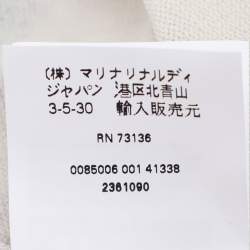 (株) マリナリナルディ
ジャパン 港区北青山
3-5-30 輸入販売元
RN 73136
0085006 001 41338
2361090